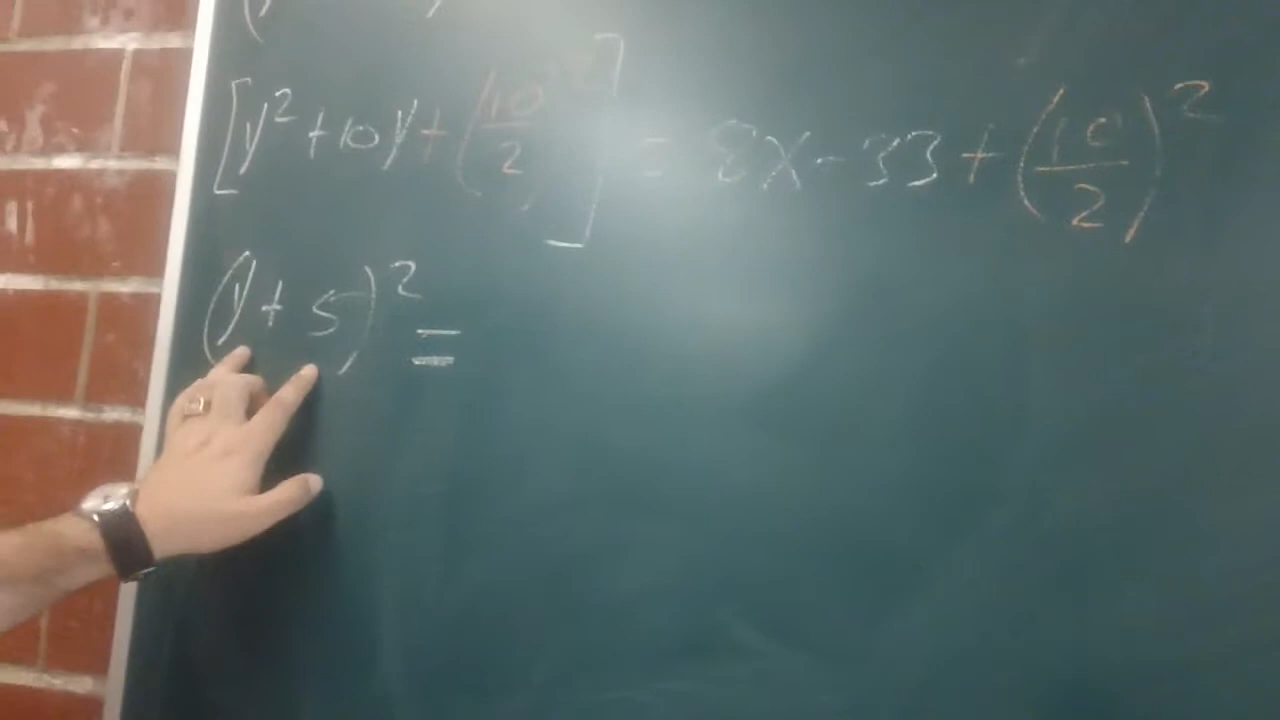 [y² + 10y + (10/2)²] = 8x - 33 + (10/2)²
(y + 5)² =